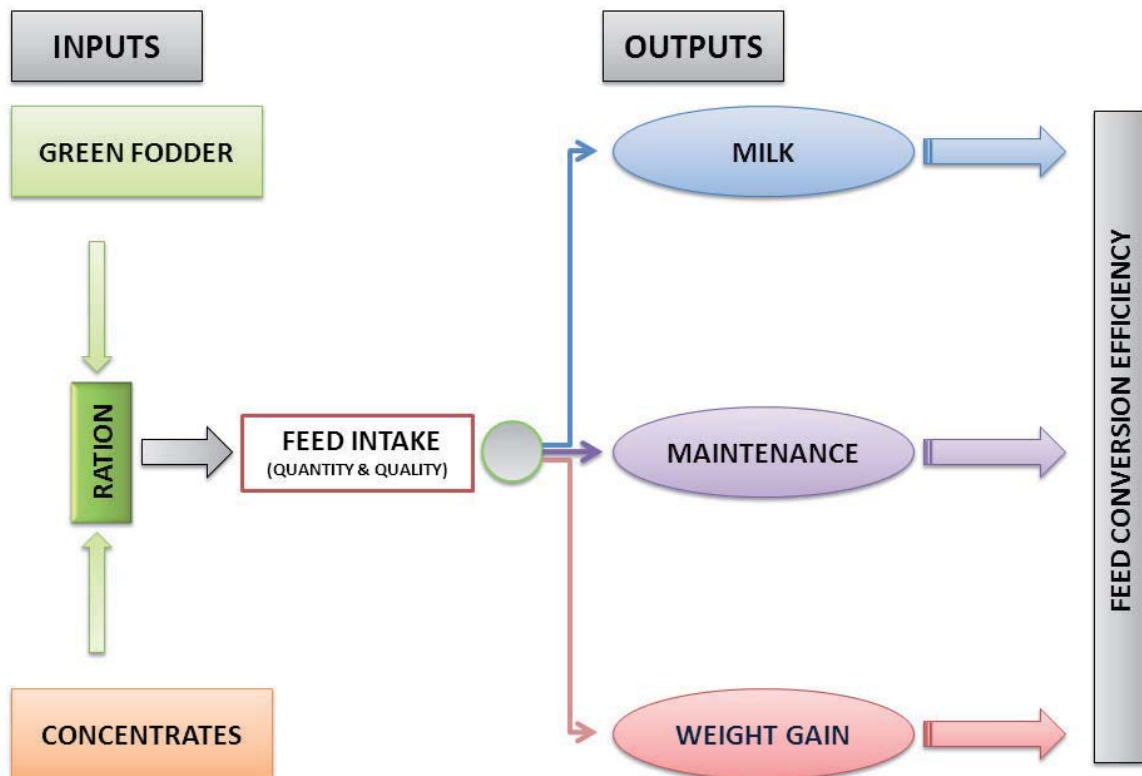 INPUTS
OUTPUTS
GREEN FODDER
MILK
RATION
FEED INTAKE
(QUANTITY & QUALITY)
MAINTENANCE
FEED CONVERSION EFFICIENCY
CONCENTRATES
WEIGHT GAIN